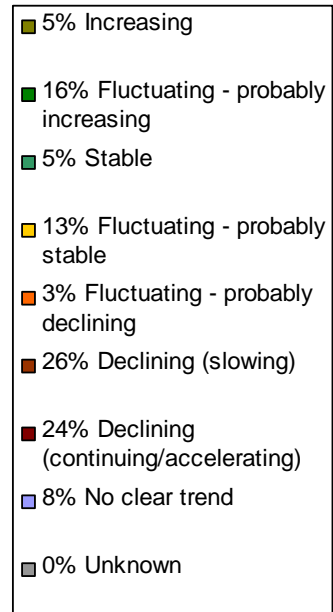 5% Increasing
16% Fluctuating - probably
increasing
5% Stable
13% Fluctuating - probably
stable
3% Fluctuating - probably
declining
26% Declining (slowing)
24% Declining
(continuing/accelerating)
8% No clear trend
0% Unknown